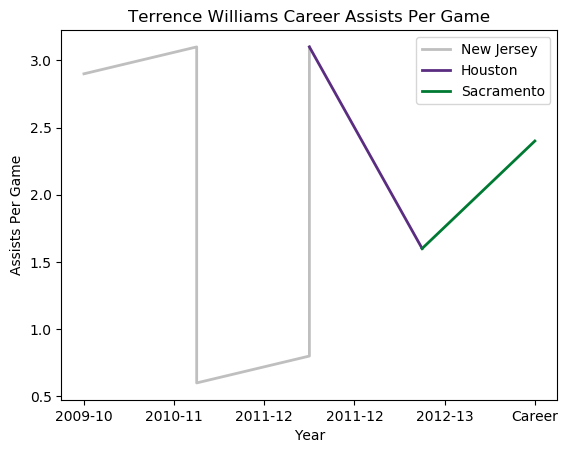 Terrence Williams Career Assists Per Game
New Jersey
Houston
Sacramento
3.0
2.5
2.0
1.5
1.0
0.5
Assists Per Game
2009-10 2010-11 2011-12 2011-12 2012-13 Career
Year